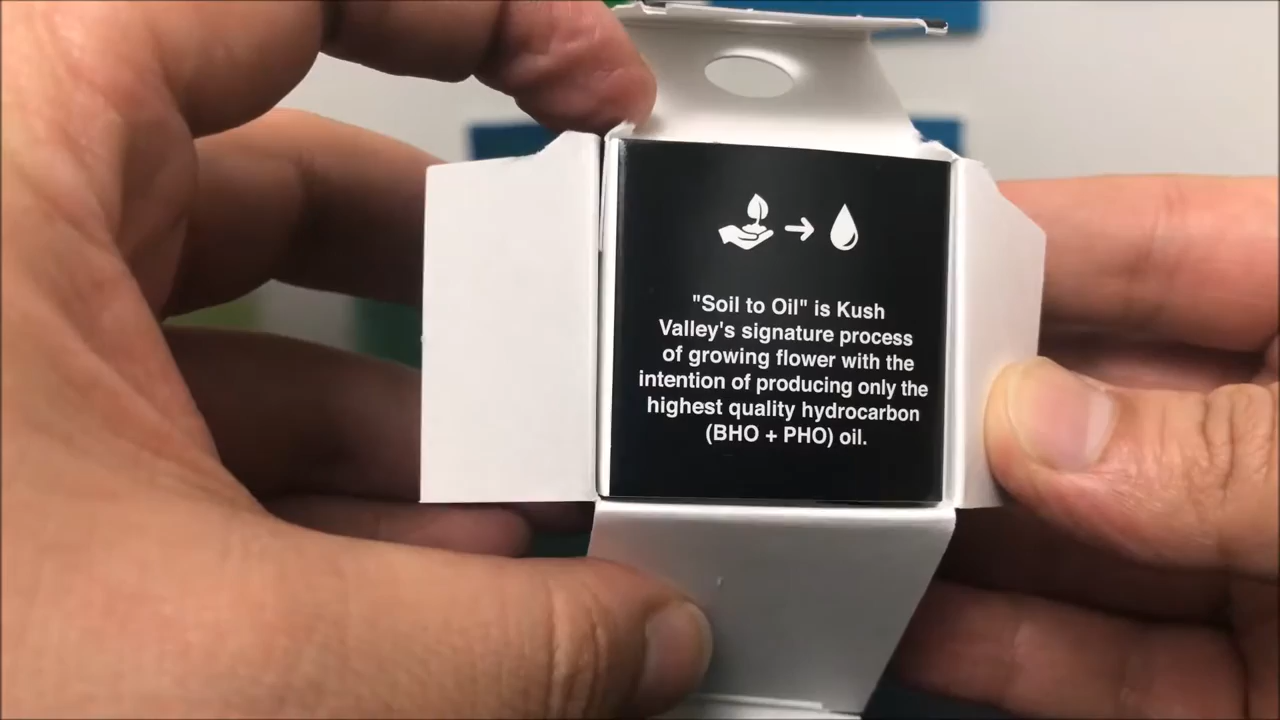 "Soil to Oil" is Kush
Valley's signature process
of growing flower with the
intention of producing only the
highest quality hydrocarbon
(BHO + PHO) oil.